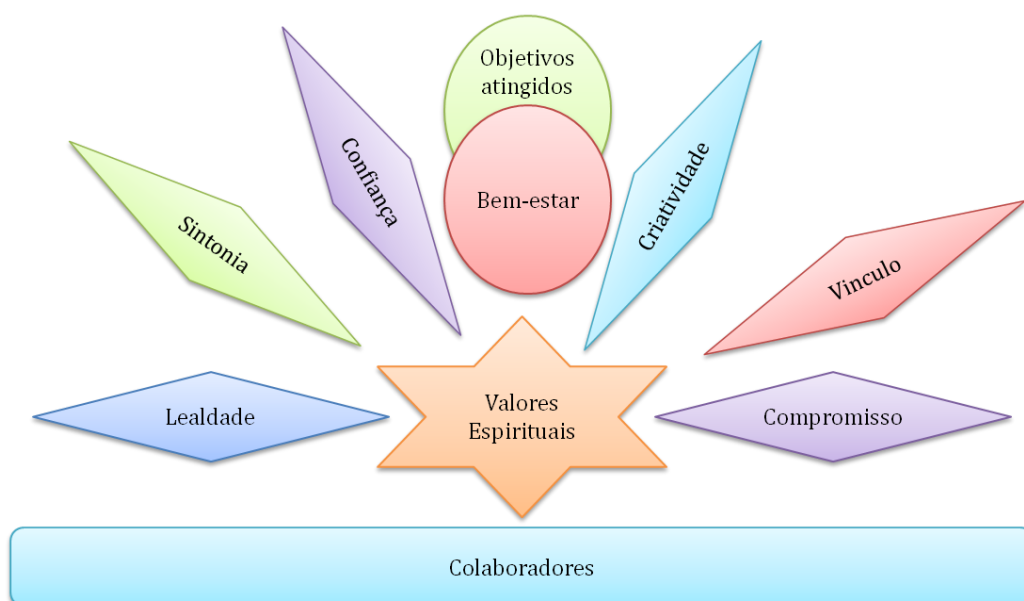 Objetivos
atingidos
Confiança
Criatividade
Bem-estar
Sintonia
Vinculo
Lealdade
Valores
Espirituais
Compromisso
Colaboradores